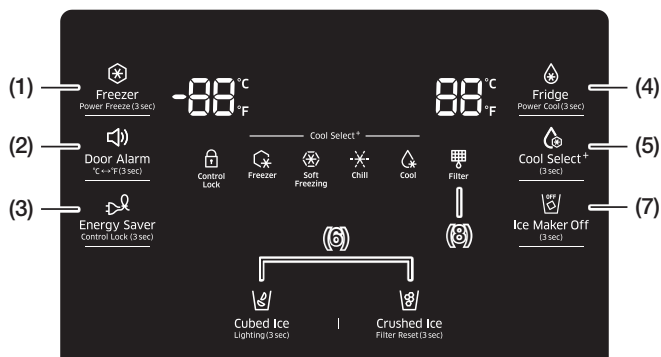 (1)
Freezer
Power Freeze (3 sec)
-88 °C
°F
88 °C
°F
(4)
Fridge
Power Cool (3 sec)
(2)
Door Alarm
°C ↔ °F (3 sec)
Cool Select+
(5)
Cool Select+
(3 sec)
Control
Lock
Freezer
Soft
Freezing
Chill
Cool
Filter
(3)
Energy Saver
Control Lock (3 sec)
(6)
(8)
OFF
(7)
Ice Maker Off
(3 sec)
Cubed Ice
Lighting (3 sec)
|
Crushed Ice
Filter Reset (3 sec)